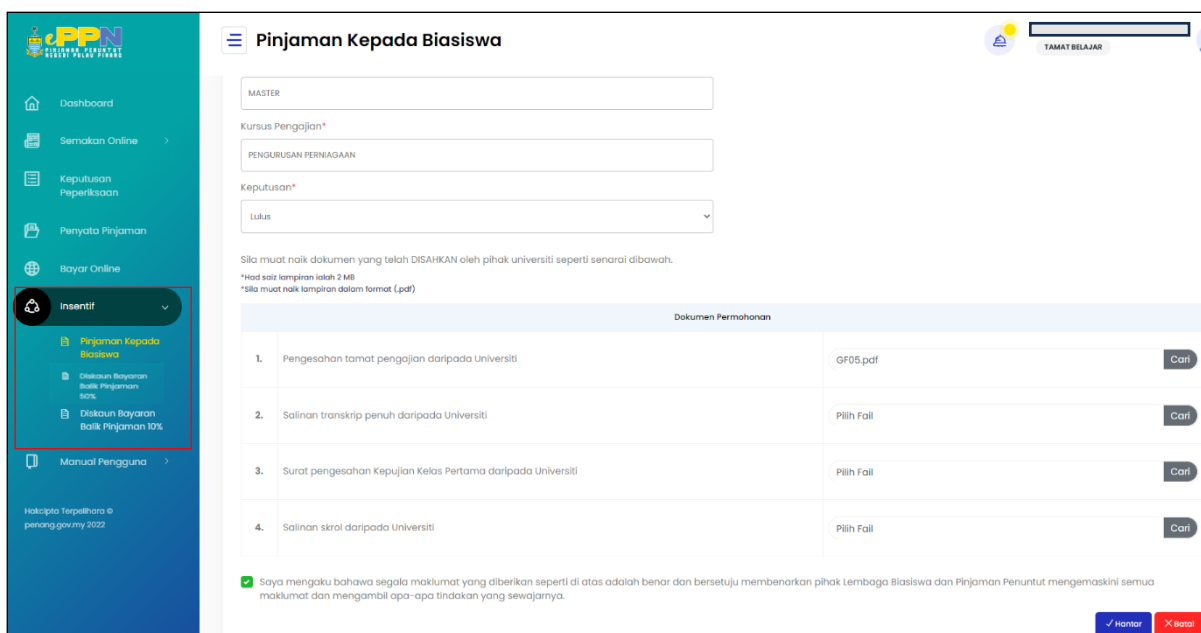 ePPN
PINJAMAN PENUNTUT
NEGERI PULAU PINANG
Pinjaman Kepada Biasiswa
TAMAT BELAJAR
Dashboard
Semakan Online
Keputusan
Peperiksaan
Penyata Pinjaman
Bayar Online
Insentif
Pinjaman Kepada
Biasiswa
Diskaun Bayaran
Balik Pinjaman
50%
Diskaun Bayaran
Balik Pinjaman 10%
Manual Pengguna
Hakcipta Terpelihara ©
penang.gov.my 2022
MASTER
Kursus Pengajian*
PENGURUSAN PERNIAGAAN
Keputusan*
Lulus
Sila muat naik dokumen yang telah DISAHKAN oleh pihak universiti seperti senarai dibawah.
*Had saiz lampiran ialah 2 MB
*Sila muat naik lampiran dalam format (.pdf)
Dokumen Permohonan
1. Pengesahan tamat pengajian daripada Universiti GF05.pdf Cari
2. Salinan transkrip penuh daripada Universiti Pilih Fail Cari
3. Surat pengesahan Kepujian Kelas Pertama daripada Universiti Pilih Fail Cari
4. Salinan skrol daripada Universiti Pilih Fail Cari
Saya mengaku bahawa segala maklumat yang diberikan seperti di atas adalah benar dan bersetuju membenarkan pihak Lembaga Biasiswa dan Pinjaman Penuntut mengemaskini semua
maklumat dan mengambil apa-apa tindakan yang sewajarnya.
Hantar Batal